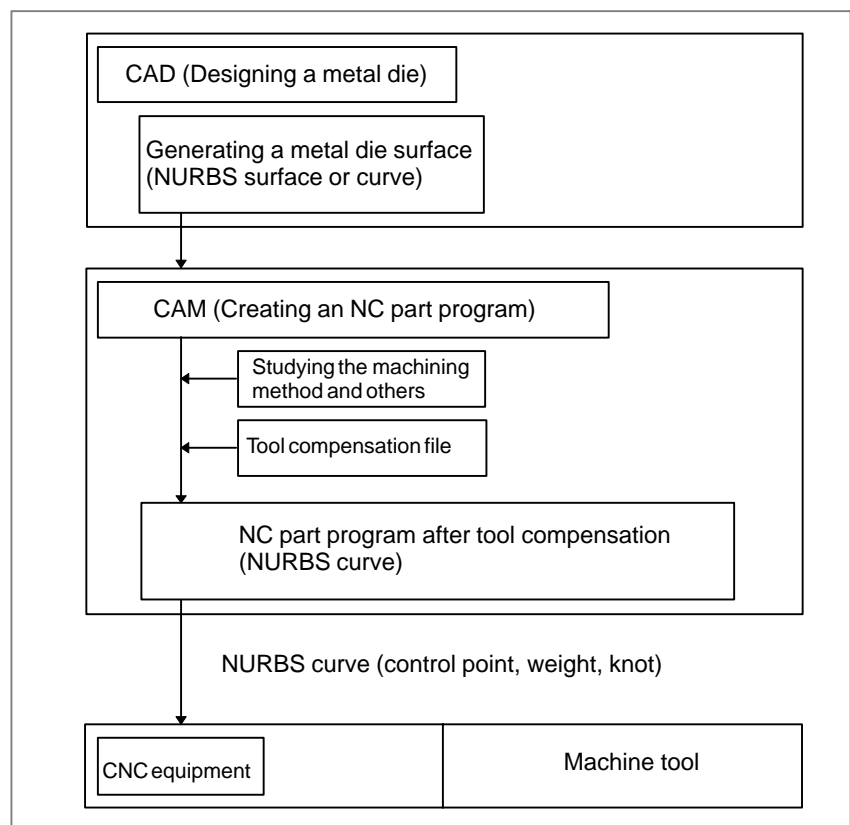 CAD (Designing a metal die)
Generating a metal die surface
(NURBS surface or curve)
CAM (Creating an NC part program)
Studying the machining
method and others
Tool compensation file
NC part program after tool compensation
(NURBS curve)
NURBS curve (control point, weight, knot)
CNC equipment
Machine tool